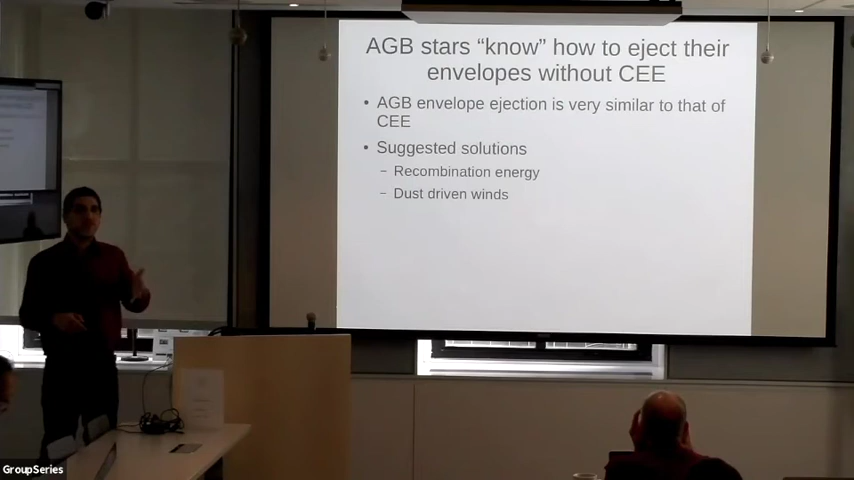 AGB stars “know” how to eject their
envelopes without CEE
• AGB envelope ejection is very similar to that of
CEE
• Suggested solutions
– Recombination energy
– Dust driven winds
GroupSeries